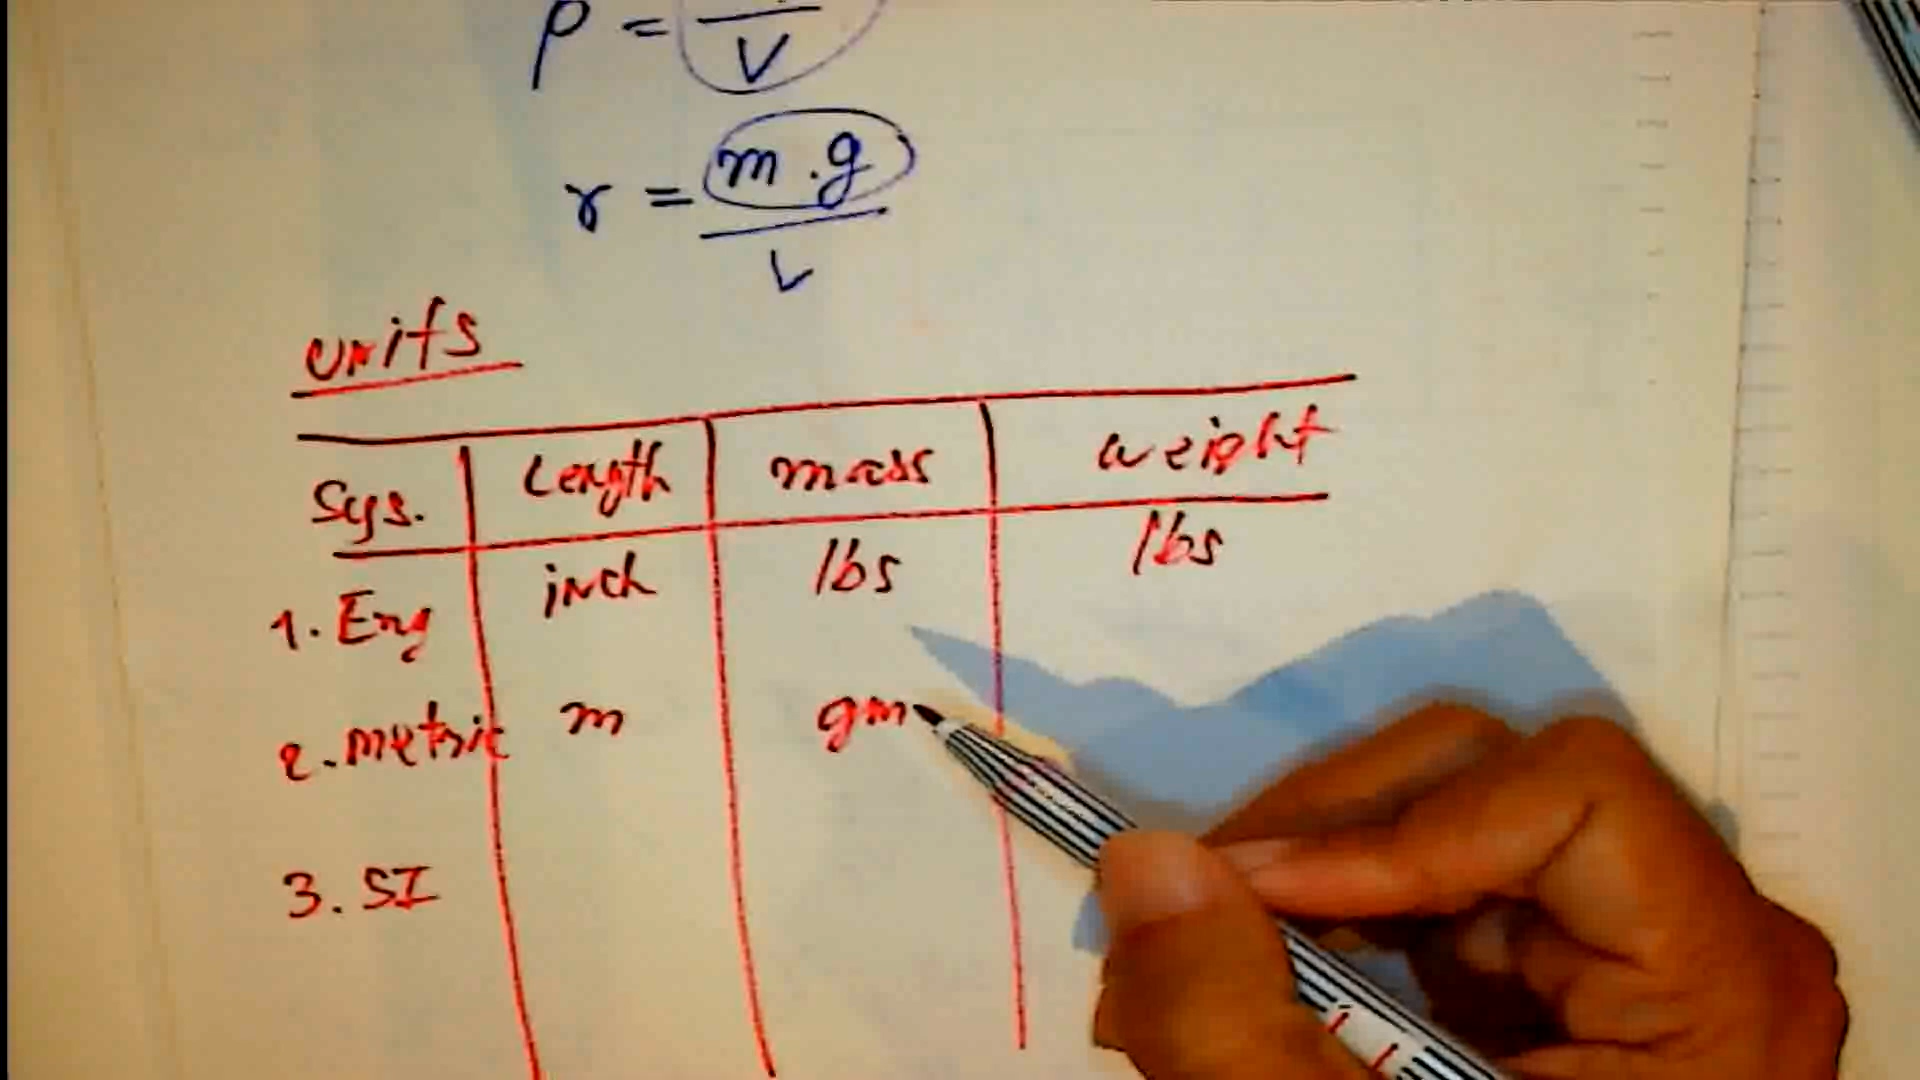 ρ = / V
γ = m.g / V
units
Sys. Length mass weight
1. Eng inch lbs lbs
2. metric m gm
3. SI